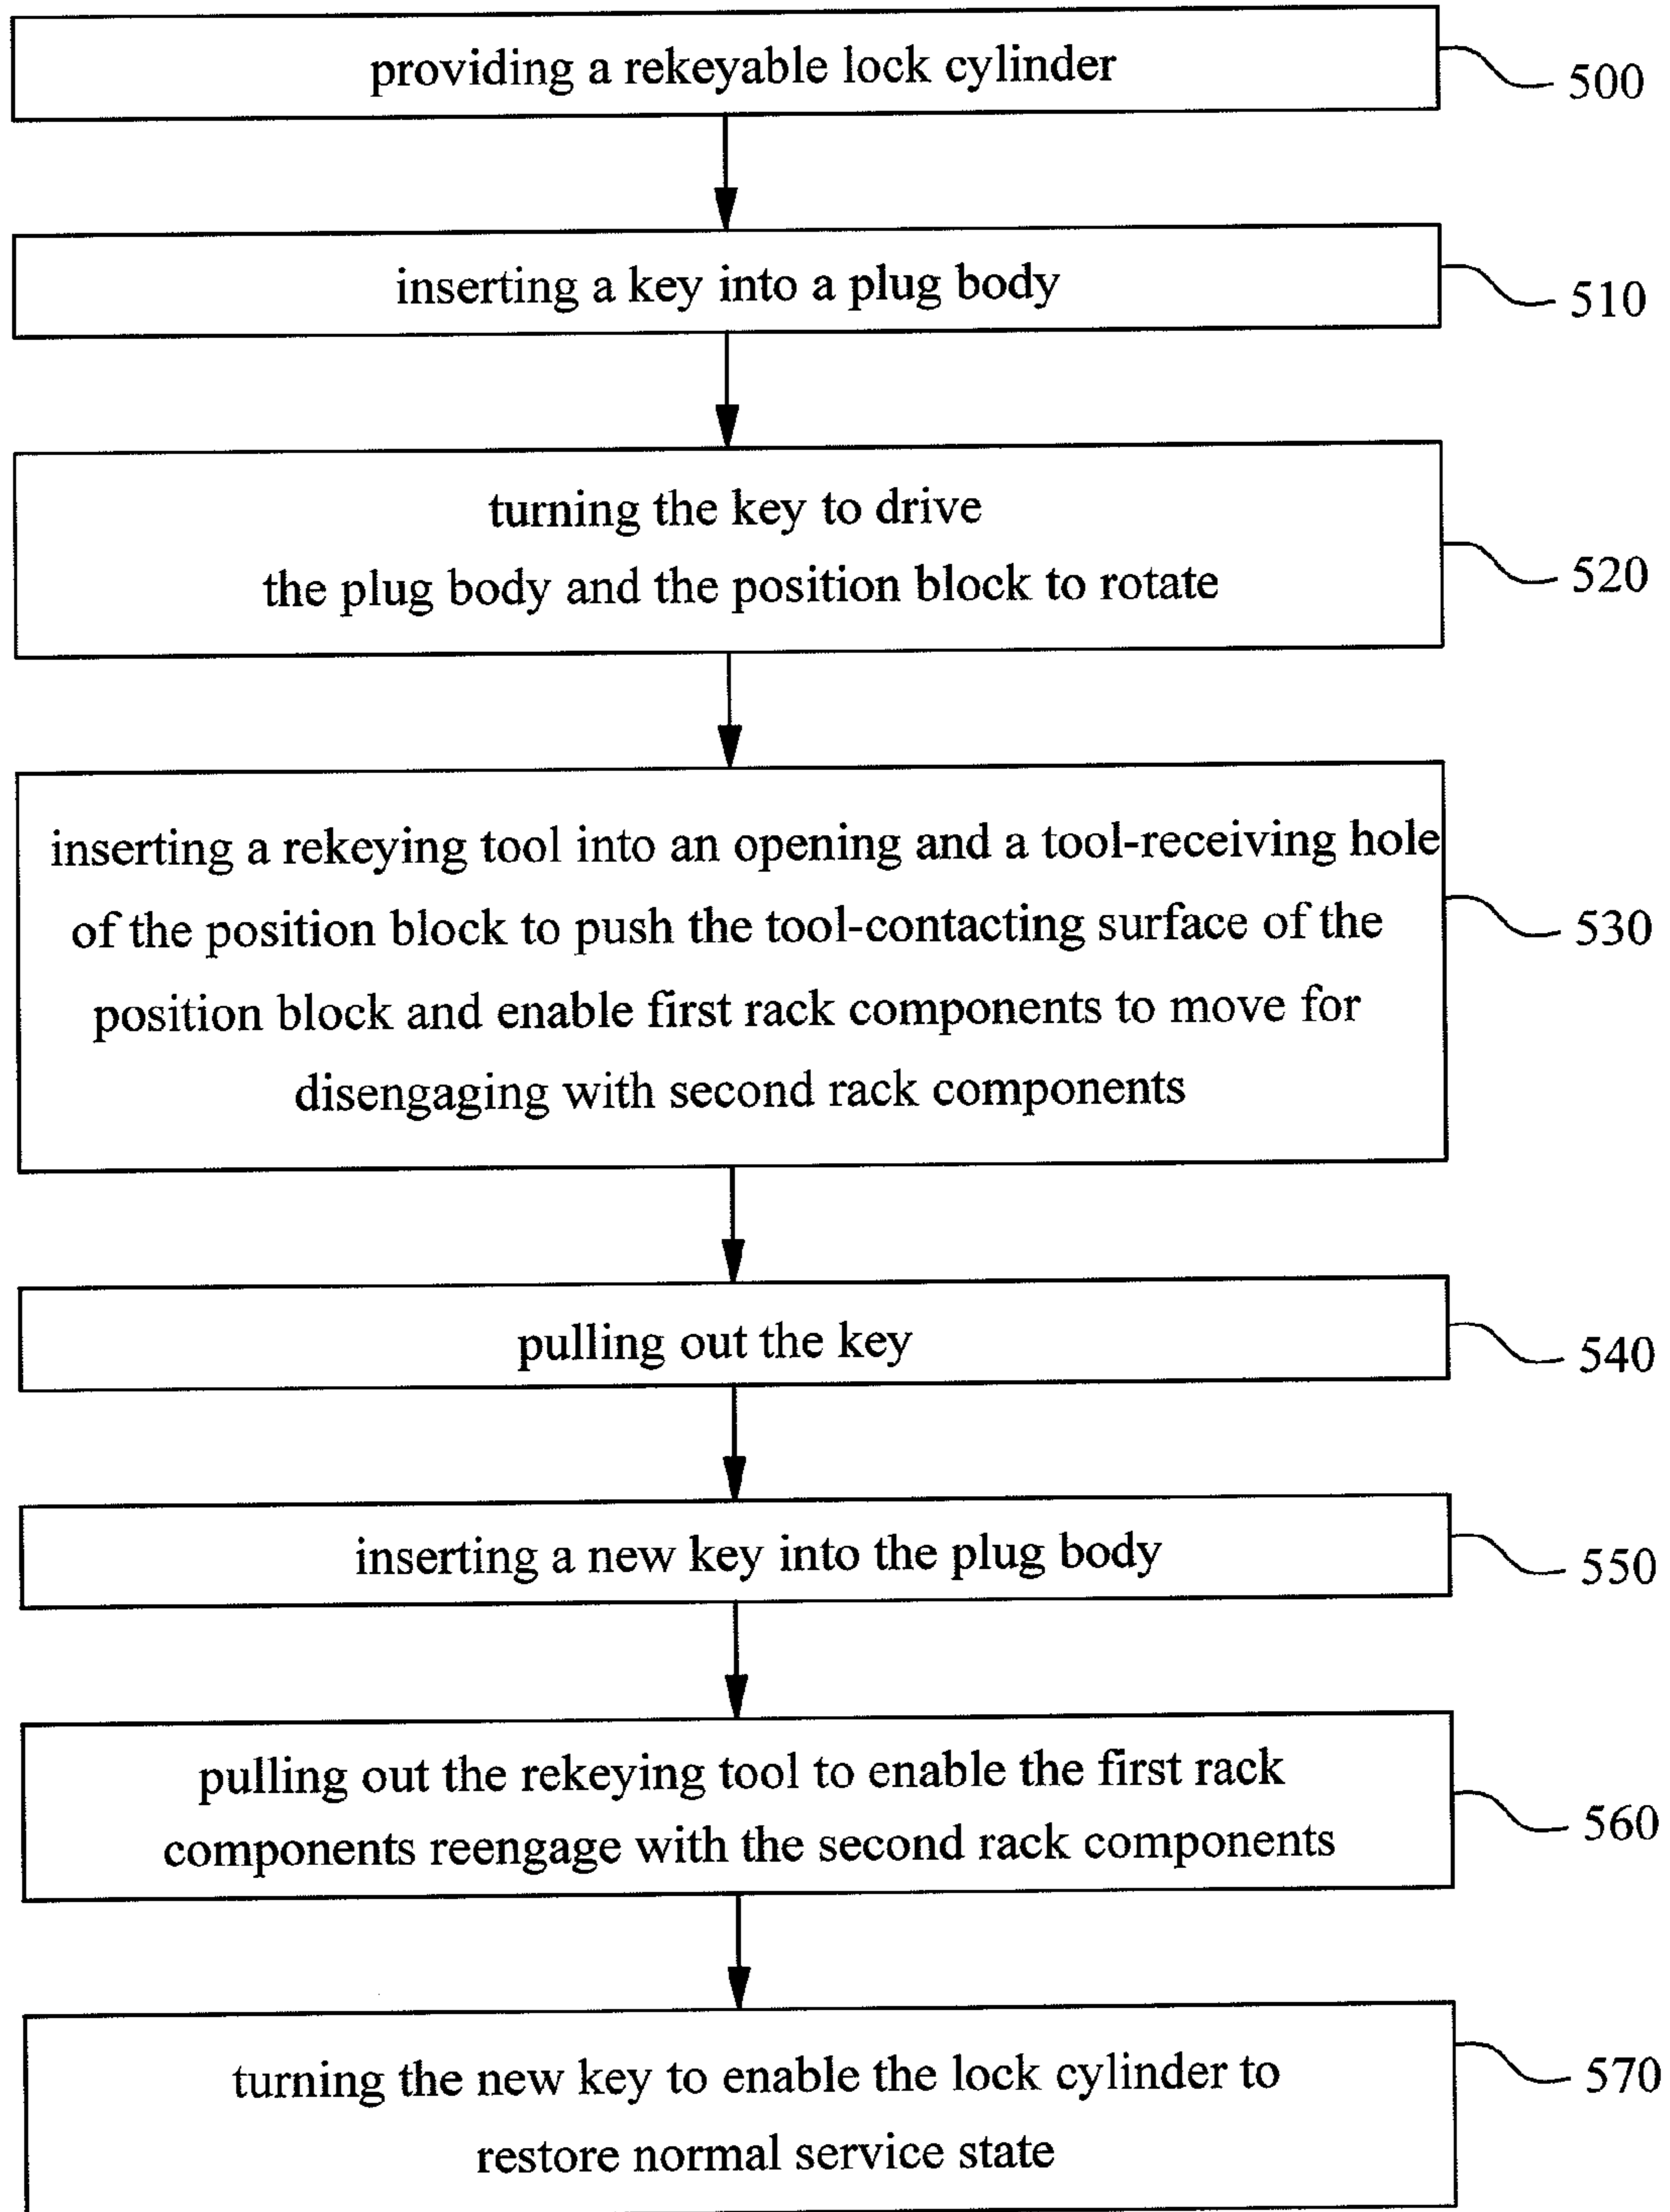 providing a rekeyable lock cylinder
500
inserting a key into a plug body
510
turning the key to drive
the plug body and the position block to rotate
520
inserting a rekeying tool into an opening and a tool-receiving hole
of the position block to push the tool-contacting surface of the
position block and enable first rack components to move for
disengaging with second rack components
530
pulling out the key
540
inserting a new key into the plug body
550
pulling out the rekeying tool to enable the first rack
components reengage with the second rack components
560
turning the new key to enable the lock cylinder to
restore normal service state
570